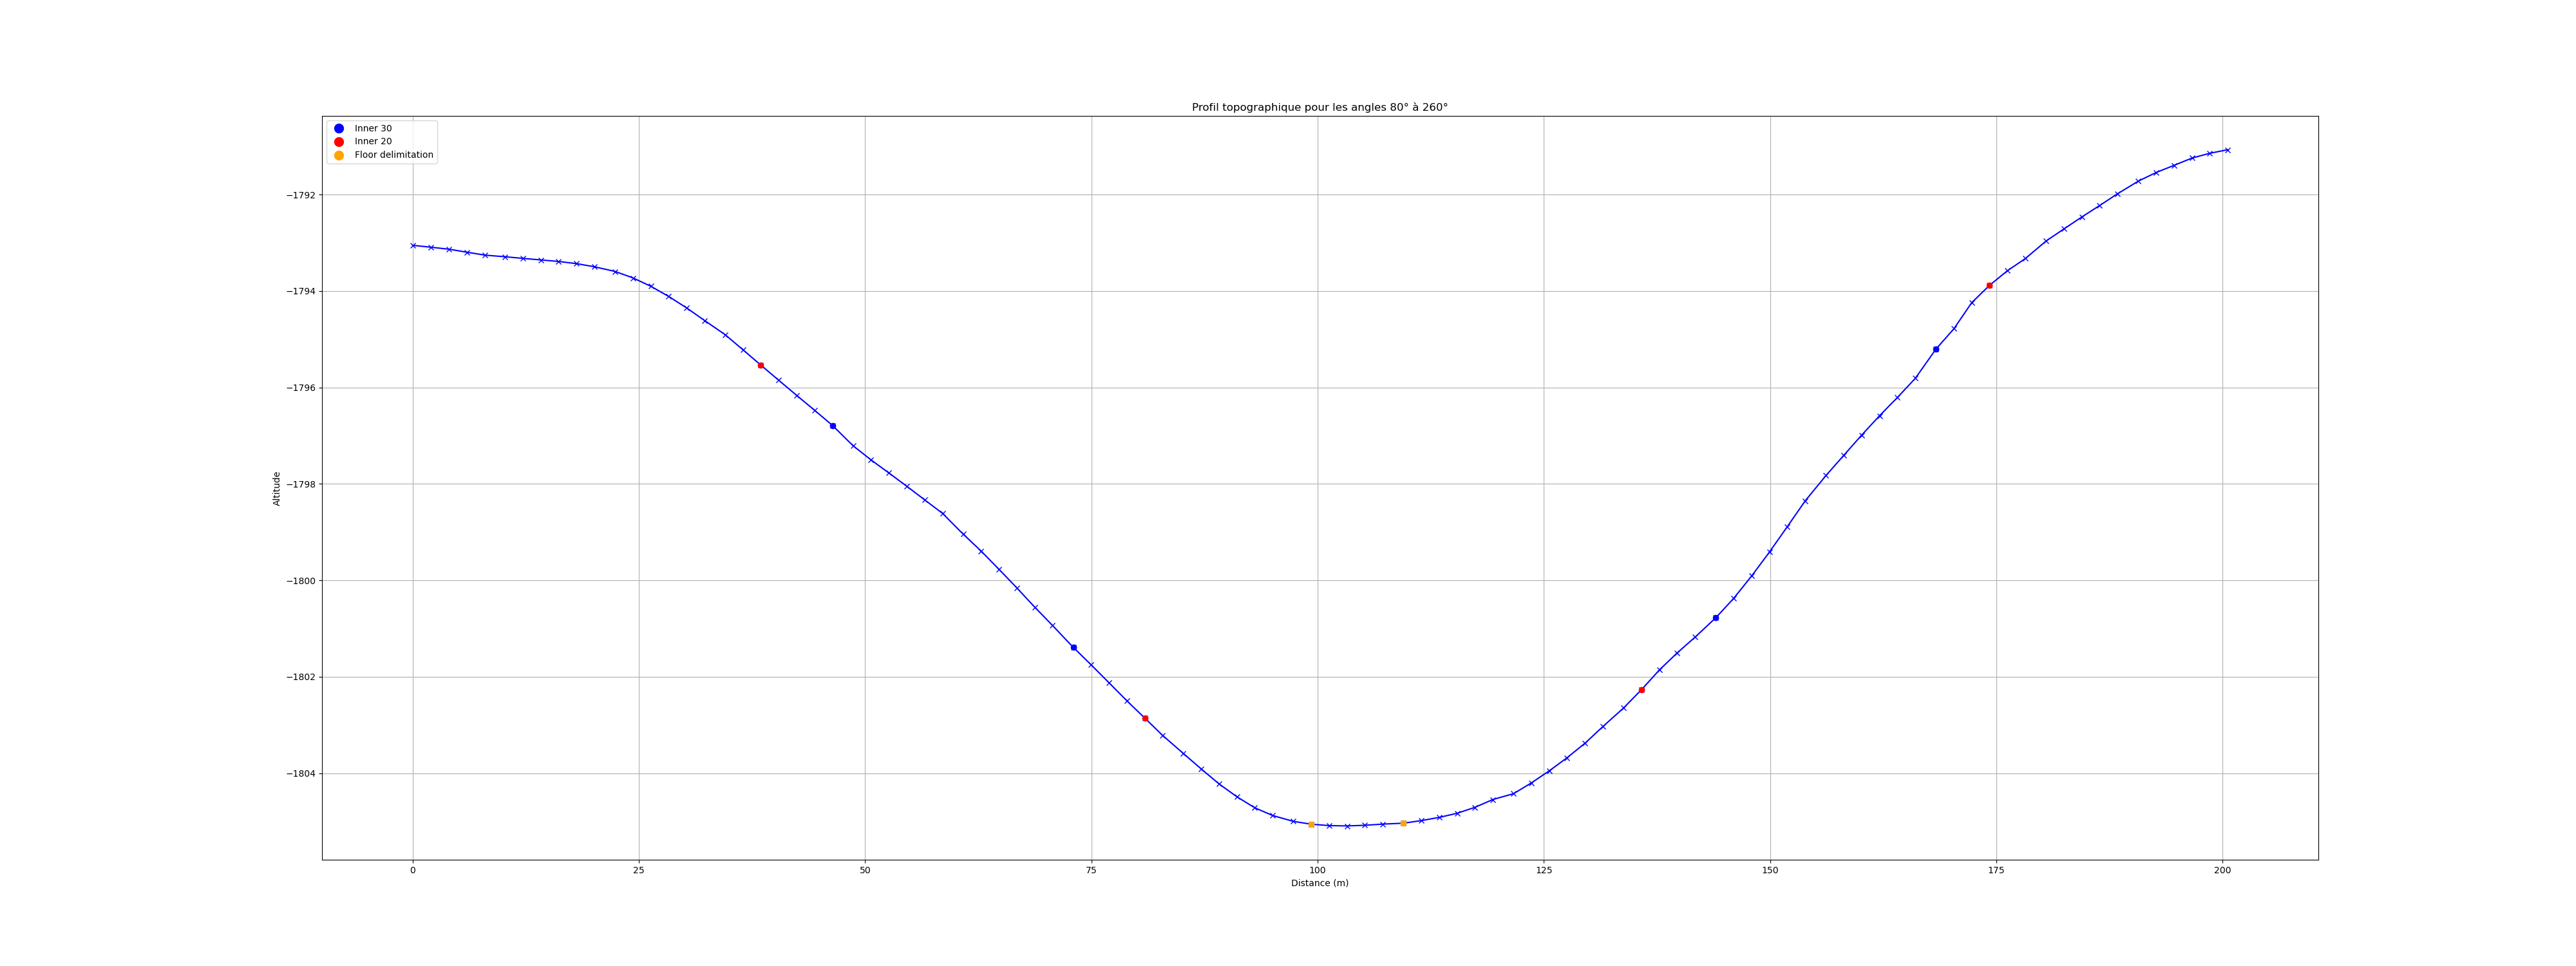 Profil topographique pour les angles 80° à 260°
Inner 30
Inner 20
Floor delimitation
−1792
−1794
−1796
−1798
−1800
−1802
−1804
Altitude
0 25 50 75 100 125 150 175 200
Distance (m)